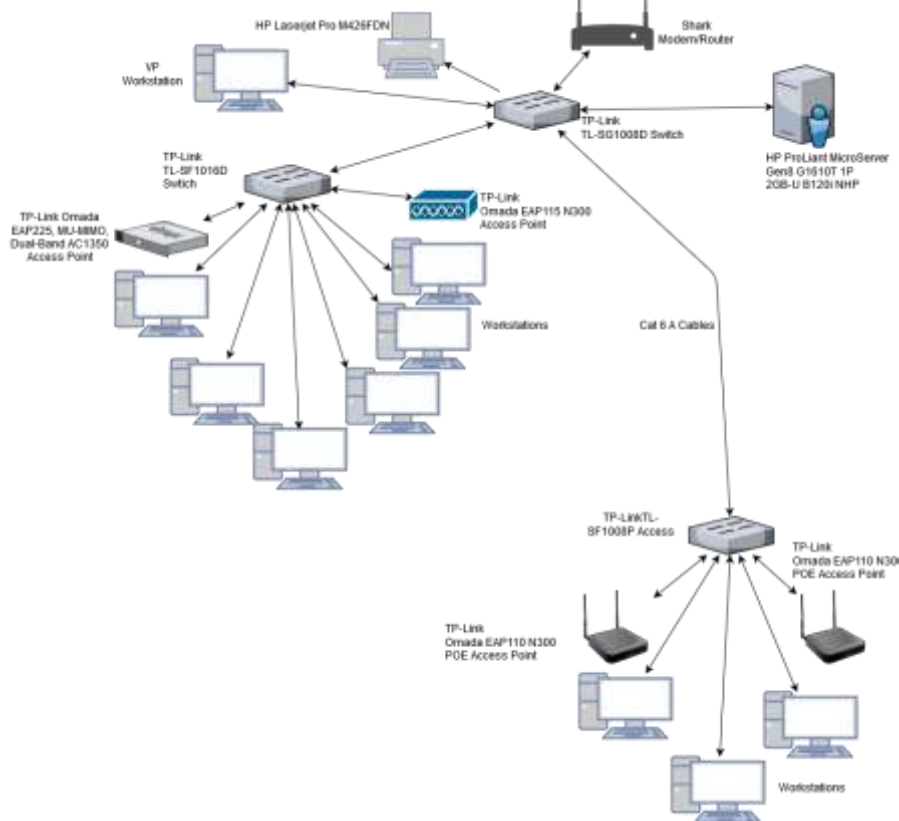 HP Laserjet Pro M426FDN
Shark
Modem/Router
VP
Workstation
TP-Link
TL-SG1008D Switch
HP ProLiant MicroServer
Gen8 G1610T 1P
2GB-U B120i NHP
TP-Link
TL-SF1016D
Swtich
TP-Link
Omada EAP115 N300
Access Point
TP-Link Omada
EAP225, MU-MIMO,
Dual-Band AC1350
Access Point
Workstations
Cat 6 A Cables
TP-LinkTL-
SF1008P Access
TP-Link
Omada EAP110 N300
POE Access Point
TP-Link
Omada EAP110 N300
POE Access Point
Workstations